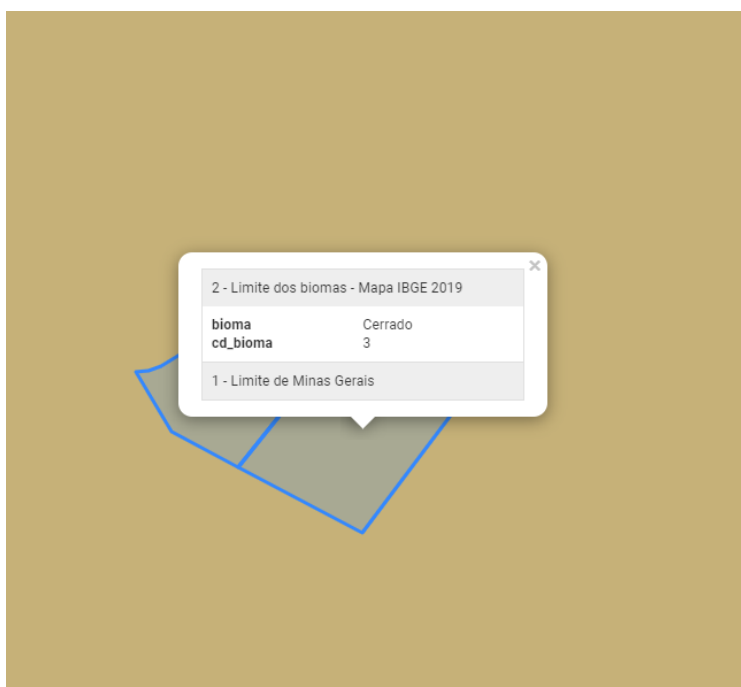 ×
2 - Limite dos biomas - Mapa IBGE 2019
bioma Cerrado
cd_bioma 3
1 - Limite de Minas Gerais